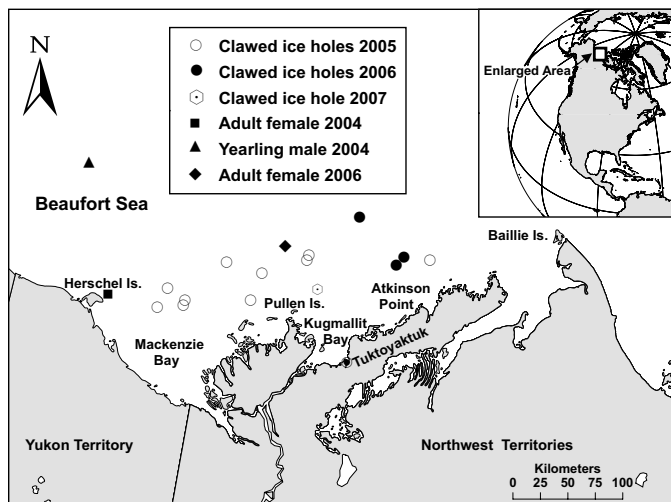 N
Clawed ice holes 2005
Clawed ice holes 2006
Clawed ice hole 2007
Adult female 2004
Yearling male 2004
Adult female 2006
Enlarged Area
Beaufort Sea
Baillie Is.
Herschel Is.
Atkinson
Point
Pullen Is.
Kugmallit
Bay
Mackenzie
Bay
Tuktoyaktuk
Yukon Territory
Northwest Territories
Kilometers
0 25 50 75 100